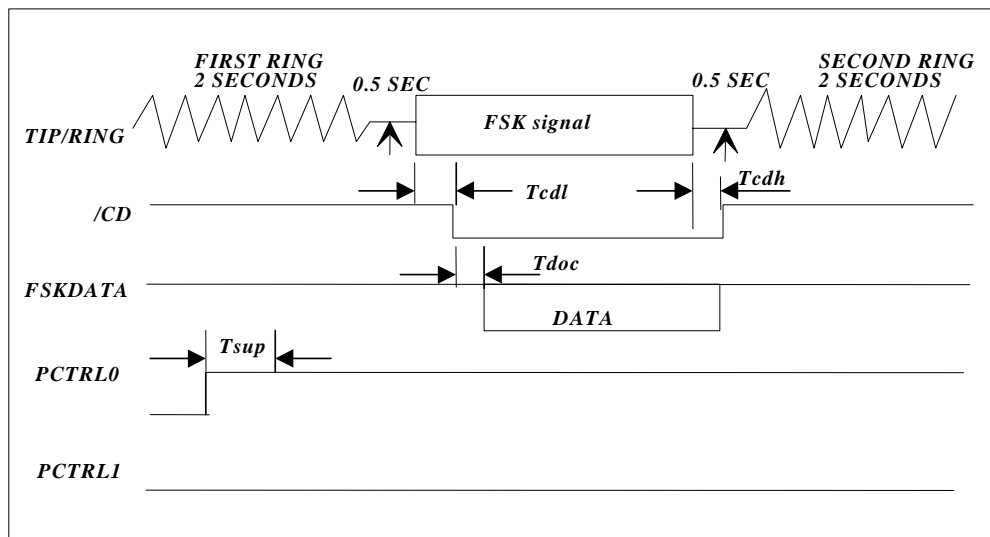 FIRST RING
2 SECONDS
0.5 SEC
0.5 SEC
SECOND RING
2 SECONDS
TIP/RING
FSK signal
Tcdl
Tcdh
/CD
Tdoc
FSKDATA
DATA
Tsup
PCTRL0
PCTRL1